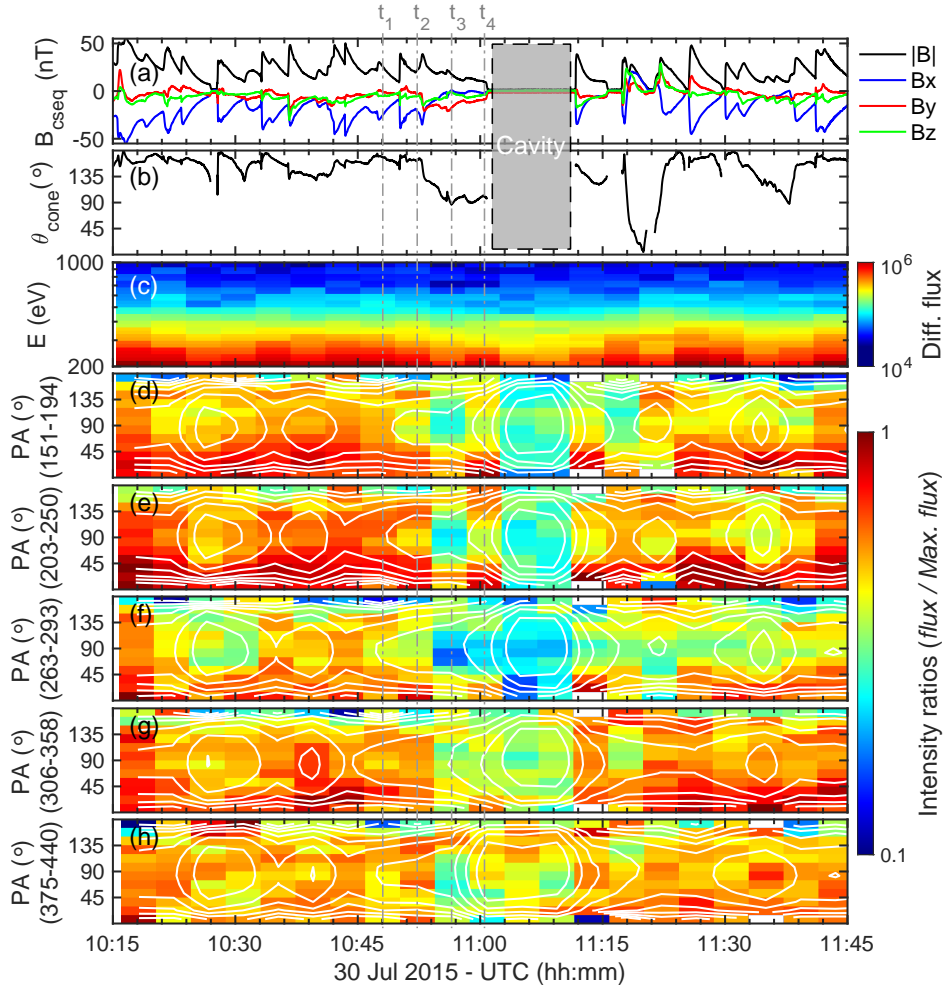 t1 t2 t3 t4
50
0
-50
B_cseq (nT)
(a)
Cavity
|B|
Bx
By
Bz
135
90
45
θ_cone (°)
(b)
1000
200
E (eV)
(c)
10^6
10^4
Diff. flux
135
90
45
PA (°)
(151-194)
(d)
135
90
45
PA (°)
(203-250)
(e)
135
90
45
PA (°)
(263-293)
(f)
135
90
45
PA (°)
(306-358)
(g)
135
90
45
PA (°)
(375-440)
(h)
1
0.1
Intensity ratios (flux / Max. flux)
10:15 10:30 10:45 11:00 11:15 11:30 11:45
30 Jul 2015 - UTC (hh:mm)